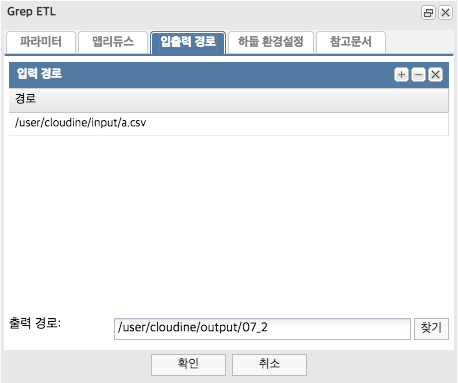 Grep ETL
파라미터 맵리듀스 입출력 경로 하둡 환경설정 참고문서
입력 경로
경로
/user/cloudine/input/a.csv
출력 경로: /user/cloudine/output/07_2 찾기
확인 취소